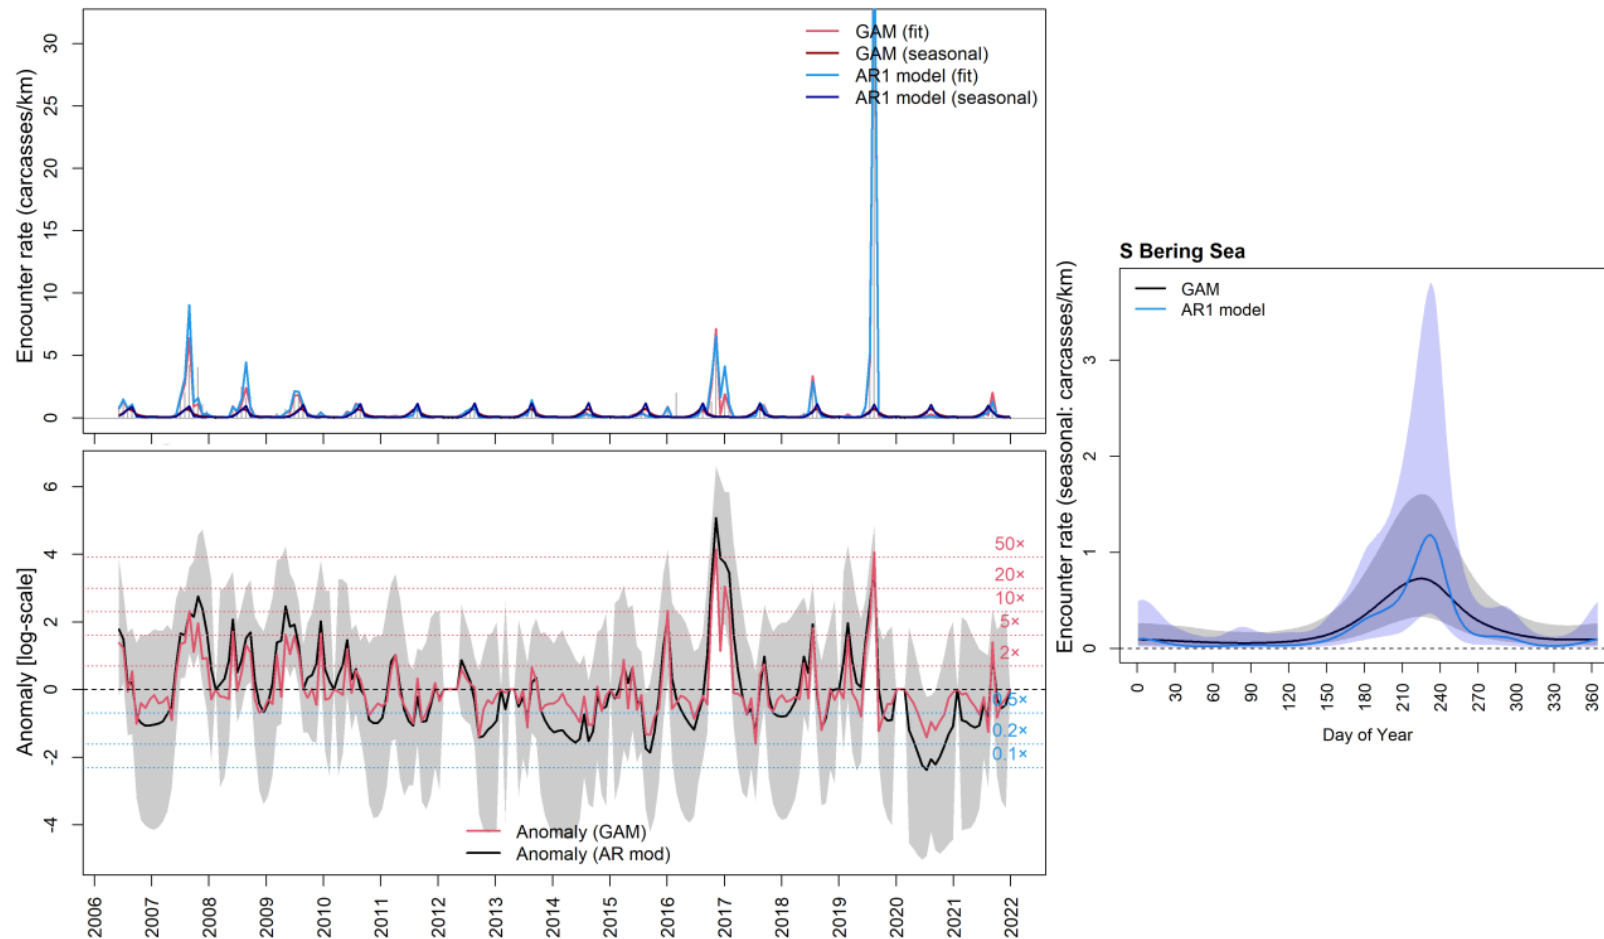 GAM (fit)
GAM (seasonal)
AR1 model (fit)
AR1 model (seasonal)
Encounter rate (carcasses/km)
30
25
20
15
10
5
0
Anomaly [log-scale]
6
4
2
0
-2
-4
50×
20×
10×
5×
2×
0.5×
0.2×
0.1×
Anomaly (GAM)
Anomaly (AR mod)
2006 2007 2008 2009 2010 2011 2012 2013 2014 2015 2016 2017 2018 2019 2020 2021 2022
S Bering Sea
GAM
AR1 model
Encounter rate (seasonal: carcasses/km)
3
2
1
0
0 30 60 90 120 150 180 210 240 270 300 330 360
Day of Year